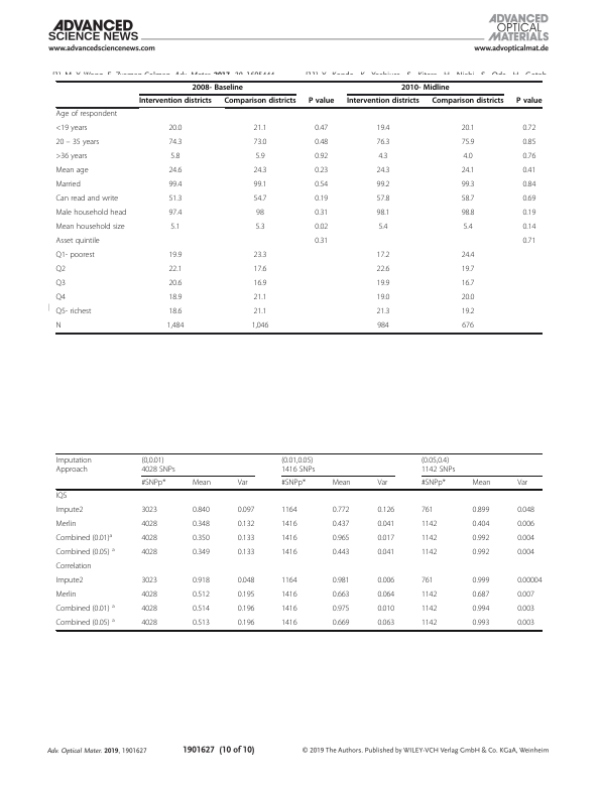 ADVANCED
SCIENCE NEWS
www.advancedsciencenews.com
ADVANCED
OPTICAL
MATERIALS
www.advopticalmat.de
2008- Baseline 2010- Midline
Intervention districts Comparison districts P value Intervention districts Comparison districts P value
Age of respondent
<19 years 20.0 21.1 0.47 19.4 20.1 0.72
20 – 35 years 74.3 73.0 0.48 76.3 75.9 0.85
>36 years 5.8 5.9 0.92 4.3 4.0 0.76
Mean age 24.6 24.3 0.23 24.3 24.1 0.41
Married 99.4 99.1 0.54 99.2 99.3 0.84
Can read and write 51.3 54.7 0.19 57.8 58.7 0.69
Male household head 97.4 98 0.31 98.1 98.8 0.19
Mean household size 5.1 5.3 0.02 5.4 5.4 0.14
Asset quintile 0.31 0.71
Q1- poorest 19.9 23.3 17.2 24.4
Q2 22.1 17.6 22.6 19.7
Q3 20.6 16.9 19.9 16.7
Q4 18.9 21.1 19.0 20.0
Q5- richest 18.6 21.1 21.3 19.2
N 1,484 1,046 984 676
Imputation (0,0.01) (0.01,0.05) (0.05,0.4)
Approach 4028 SNPs 1416 SNPs 1142 SNPs
#SNPp* Mean Var #SNPp* Mean Var #SNPp* Mean Var
IQS
Impute2 3023 0.840 0.097 1164 0.772 0.126 761 0.899 0.048
Merlin 4028 0.348 0.132 1416 0.437 0.041 1142 0.404 0.006
Combined (0.01)a 4028 0.350 0.133 1416 0.965 0.017 1142 0.992 0.004
Combined (0.05) a 4028 0.349 0.133 1416 0.443 0.041 1142 0.992 0.004
Correlation
Impute2 3023 0.918 0.048 1164 0.981 0.006 761 0.999 0.00004
Merlin 4028 0.512 0.195 1416 0.663 0.064 1142 0.687 0.007
Combined (0.01) a 4028 0.514 0.196 1416 0.975 0.010 1142 0.994 0.003
Combined (0.05) a 4028 0.513 0.196 1416 0.669 0.063 1142 0.993 0.003
Adv. Optical Mater. 2019, 1901627 1901627 (10 of 10) © 2019 The Authors. Published by WILEY-VCH Verlag GmbH & Co. KGaA, Weinheim